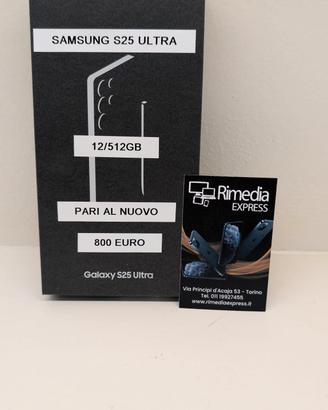 SAMSUNG S25 ULTRA
12/512GB
PARI AL NUOVO
800 EURO
Galaxy S25 Ultra
Rimedia
EXPRESS
Via Principi d'Acaja 53 - Torino
Tel. 011 19927455
www.rimediaexpress.it